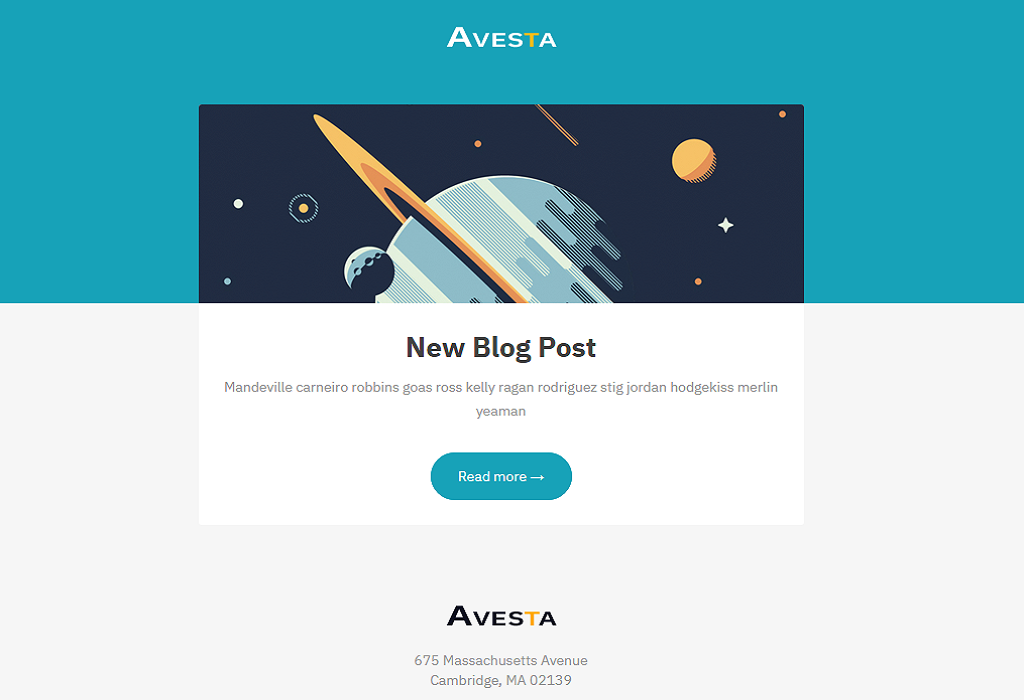 AVESTA
New Blog Post
Mandeville carneiro robbins goas ross kelly ragan rodriguez stig jordan hodgekiss merlin
yeaman
Read more →
AVESTA
675 Massachusetts Avenue
Cambridge, MA 02139